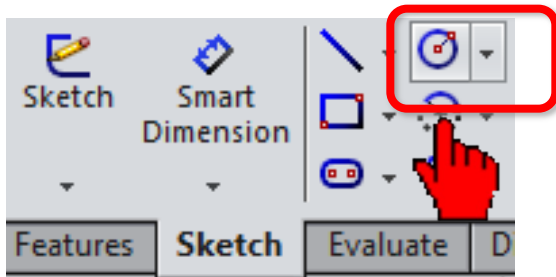 Sketch
Smart
Dimension
Features
Sketch
Evaluate
D